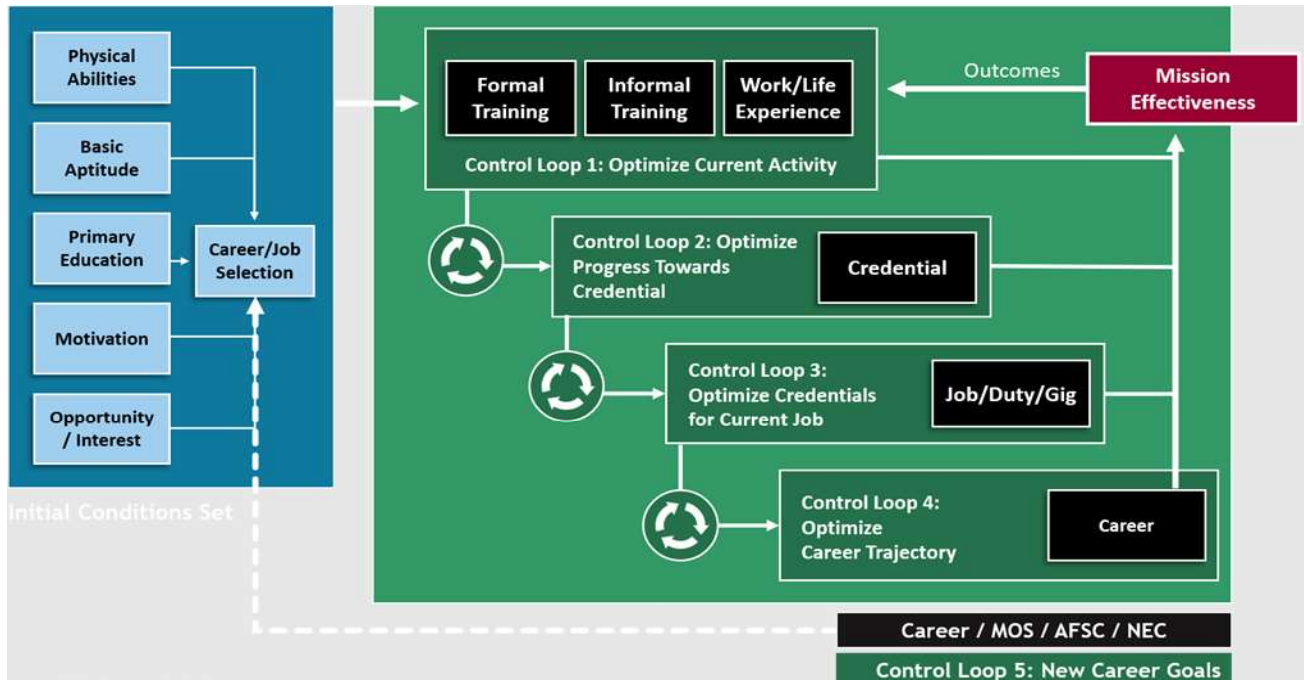 Physical
Abilities
Basic
Aptitude
Primary
Education
Motivation
Opportunity
/ Interest
Career/Job
Selection
Initial Conditions Set
Formal
Training
Informal
Training
Work/Life
Experience
Control Loop 1: Optimize Current Activity
Outcomes
Mission
Effectiveness
Control Loop 2: Optimize
Progress Towards
Credential
Credential
Control Loop 3:
Optimize Credentials
for Current Job
Job/Duty/Gig
Control Loop 4:
Optimize
Career Trajectory
Career
Career / MOS / AFSC / NEC
Control Loop 5: New Career Goals